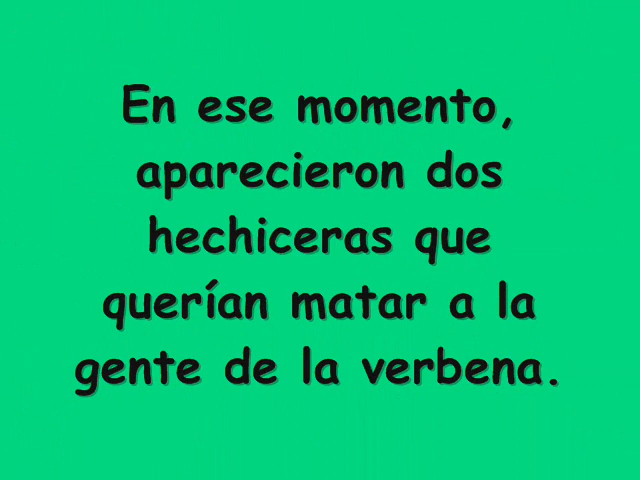 En ese momento,
aparecieron dos
hechiceras que
querían matar a la
gente de la verbena.